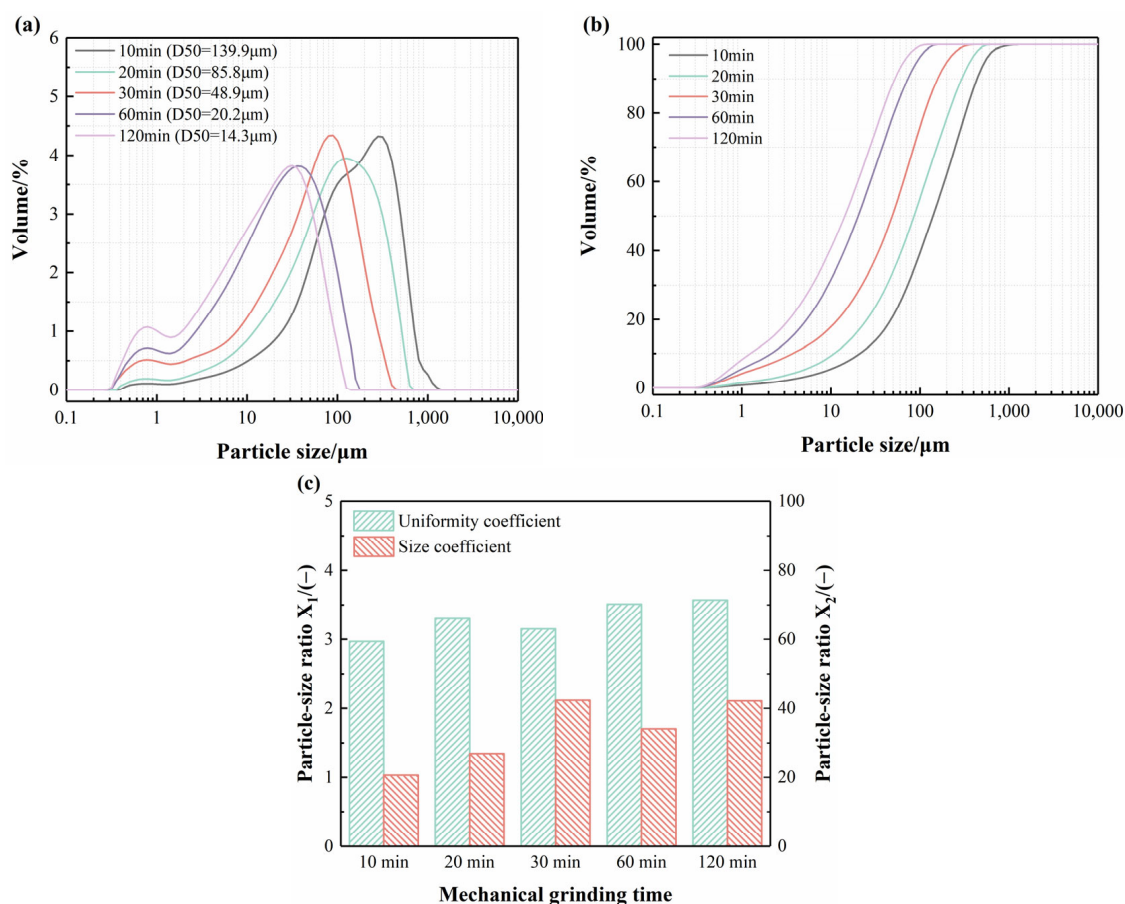 (a)
6
5
4
3
2
1
0
Volume/%
10min (D50=139.9μm)
20min (D50=85.8μm)
30min (D50=48.9μm)
60min (D50=20.2μm)
120min (D50=14.3μm)
0.1 1 10 100 1,000 10,000
Particle size/μm
(b)
100
80
60
40
20
0
Volume/%
10min
20min
30min
60min
120min
0.1 1 10 100 1,000 10,000
Particle size/μm
(c)
5
4
3
2
1
0
Particle-size ratio X₁/(−)
Uniformity coefficient
Size coefficient
100
80
60
40
20
0
Particle-size ratio X₂/(−)
10 min 20 min 30 min 60 min 120 min
Mechanical grinding time